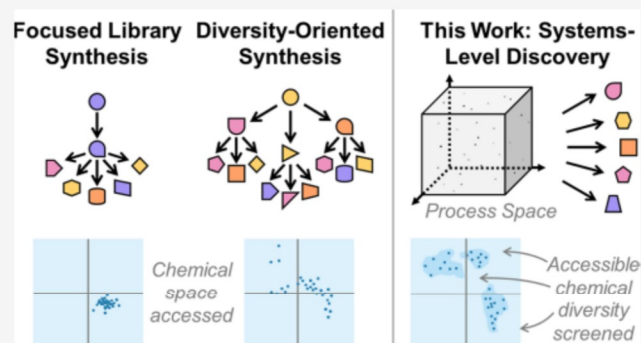 Focused Library
Synthesis
Diversity-Oriented
Synthesis
This Work: Systems-
Level Discovery
Process Space
Chemical
space
accessed
Accessible
chemical
diversity
screened